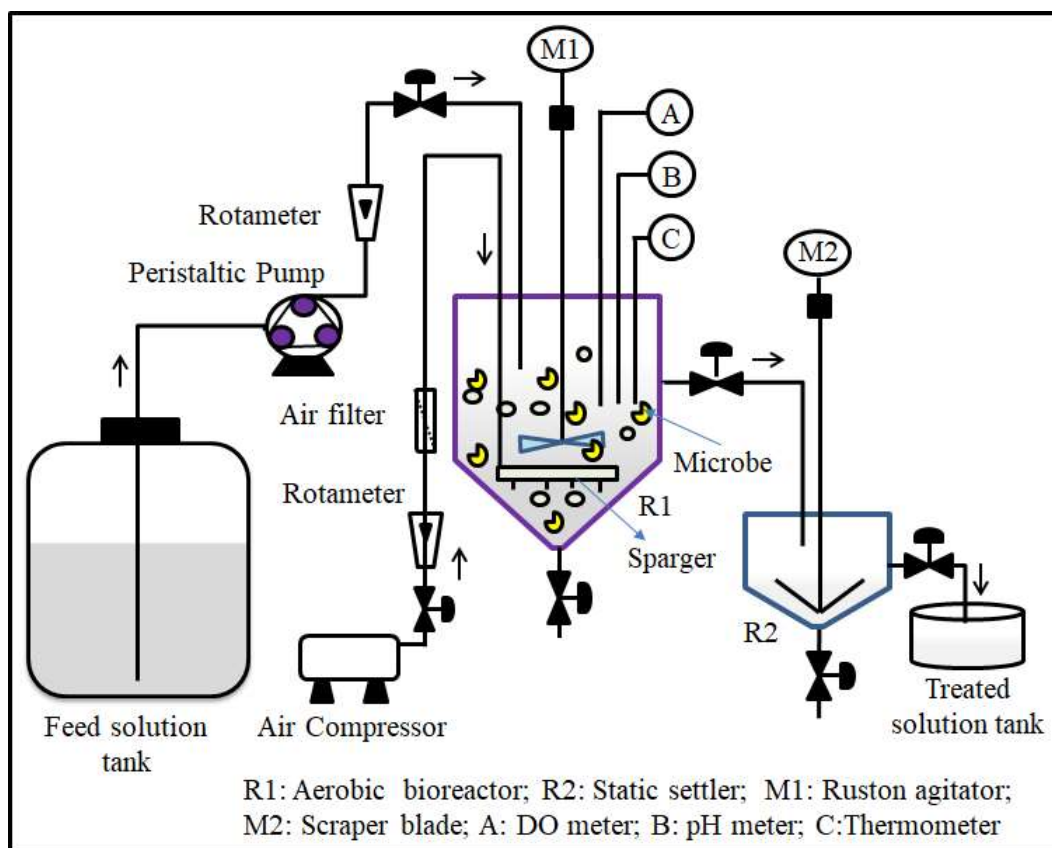 M1
A
B
C
M2
Rotameter
Peristaltic Pump
Air filter
Rotameter
Microbe
R1
Sparger
R2
Feed solution
tank
Air Compressor
Treated
solution tank
R1: Aerobic bioreactor; R2: Static settler; M1: Ruston agitator;
M2: Scraper blade; A: DO meter; B: pH meter; C:Thermometer